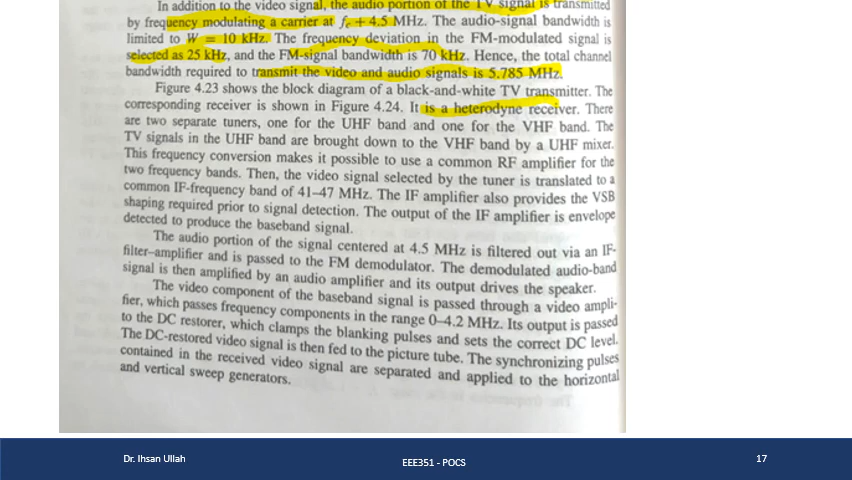 In addition to the video signal, the audio portion of the TV signal is transmitted
by frequency modulating a carrier at fc + 4.5 MHz. The audio-signal bandwidth is
limited to W = 10 kHz. The frequency deviation in the FM-modulated signal is
selected as 25 kHz, and the FM-signal bandwidth is 70 kHz. Hence, the total channel
bandwidth required to transmit the video and audio signals is 5.785 MHz.
Figure 4.23 shows the block diagram of a black-and-white TV transmitter. The
corresponding receiver is shown in Figure 4.24. It is a heterodyne receiver. There
are two separate tuners, one for the UHF band and one for the VHF band. The
TV signals in the UHF band are brought down to the VHF band by a UHF mixer.
This frequency conversion makes it possible to use a common RF amplifier for the
two frequency bands. Then, the video signal selected by the tuner is translated to a
common IF-frequency band of 41–47 MHz. The IF amplifier also provides the VSB
shaping required prior to signal detection. The output of the IF amplifier is envelope
detected to produce the baseband signal.
The audio portion of the signal centered at 4.5 MHz is filtered out via an IF-
filter–amplifier and is passed to the FM demodulator. The demodulated audio-band
signal is then amplified by an audio amplifier and its output drives the speaker.
The video component of the baseband signal is passed through a video ampli-
fier, which passes frequency components in the range 0–4.2 MHz. Its output is passed
to the DC restorer, which clamps the blanking pulses and sets the correct DC level.
The DC-restored video signal is then fed to the picture tube. The synchronizing pulses
contained in the received video signal are separated and applied to the horizontal
and vertical sweep generators.
Dr. Ihsan Ullah
EEE351 - POCS
17